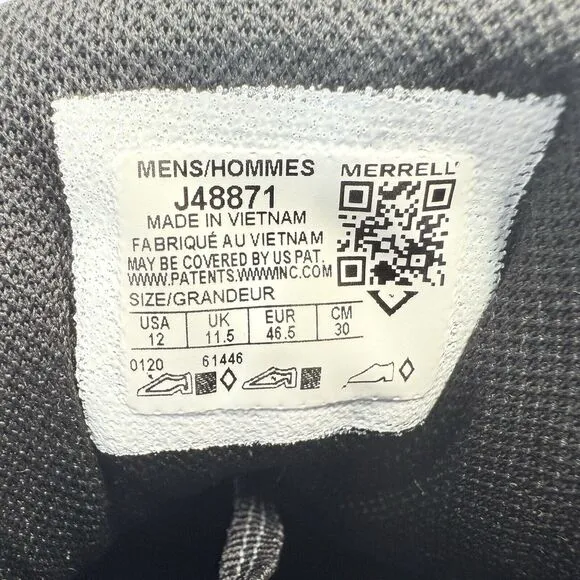 MENS/HOMMES
J48871
MADE IN VIETNAM
FABRIQUÉ AU VIETNAM
MAY BE COVERED BY US PAT.
WWW.PATENTS.WWWINC.COM
SIZE/GRANDEUR
USA UK EUR CM
12 11.5 46.5 30
0120 61446
MERRELL